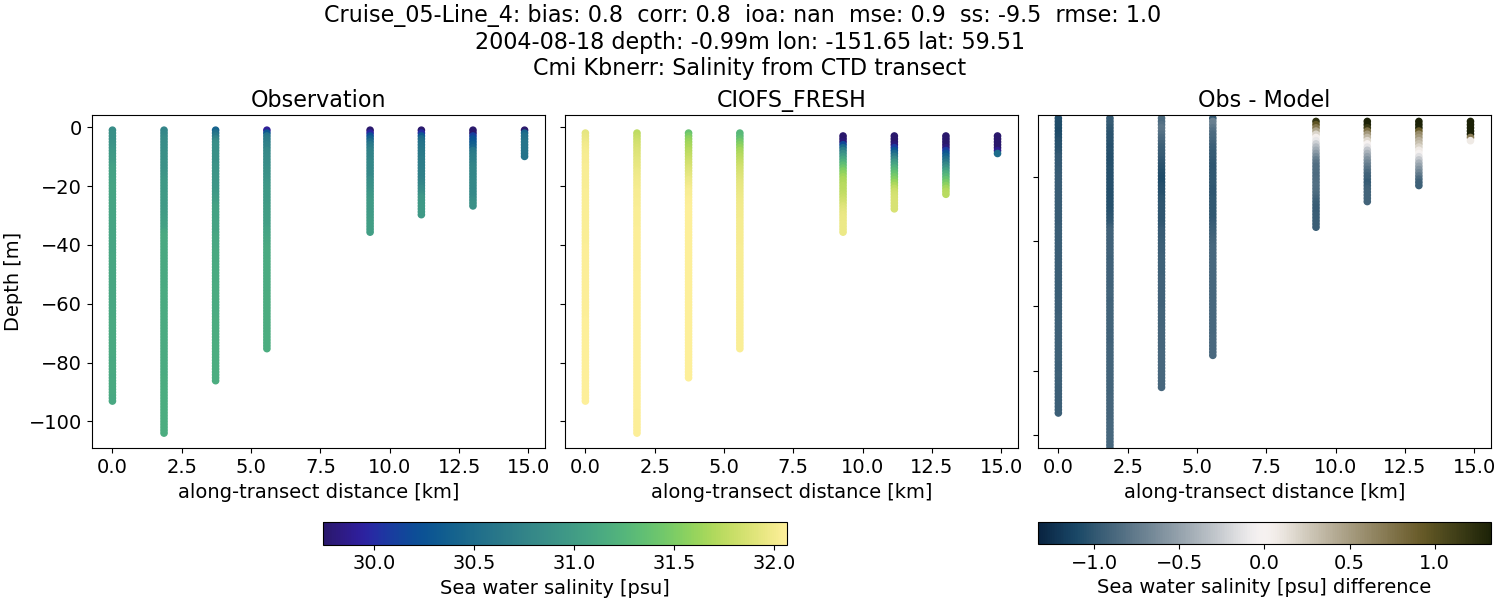 Cruise_05-Line_4: bias: 0.8  corr: 0.8  ioa: nan  mse: 0.9  ss: -9.5  rmse: 1.0
2004-08-18 depth: -0.99m lon: -151.65 lat: 59.51
Cmi Kbnerr: Salinity from CTD transect
Observation CIOFS_FRESH Obs - Model
0
−20
−40
−60
−80
−100
Depth [m]
0.0 2.5 5.0 7.5 10.0 12.5 15.0 0.0 2.5 5.0 7.5 10.0 12.5 15.0 0.0 2.5 5.0 7.5 10.0 12.5 15.0
along-transect distance [km] along-transect distance [km] along-transect distance [km]
30.0 30.5 31.0 31.5 32.0 −1.0 −0.5 0.0 0.5 1.0
Sea water salinity [psu] Sea water salinity [psu] difference